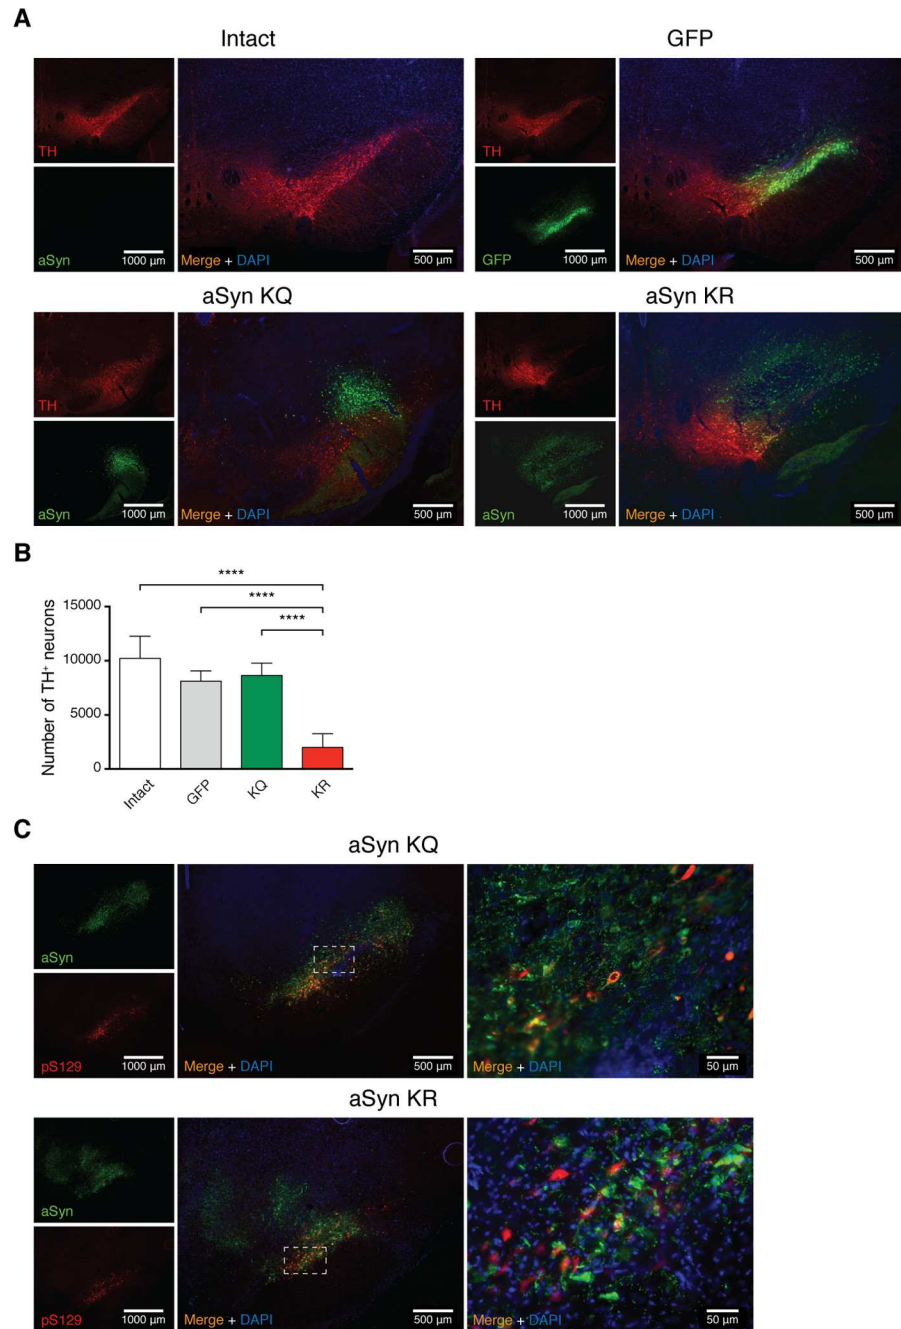 A
Intact
GFP
TH
TH
aSyn
1000 µm
Merge + DAPI
500 µm
GFP
1000 µm
Merge + DAPI
500 µm
aSyn KQ
aSyn KR
TH
TH
aSyn
1000 µm
Merge + DAPI
500 µm
aSyn
1000 µm
Merge + DAPI
500 µm
B
****
****
****
Number of TH⁺ neurons
15000
10000
5000
0
Intact
GFP
KQ
KR
C
aSyn KQ
aSyn
pS129
1000 µm
Merge + DAPI
500 µm
Merge + DAPI
50 µm
aSyn KR
aSyn
pS129
1000 µm
Merge + DAPI
500 µm
Merge + DAPI
50 µm